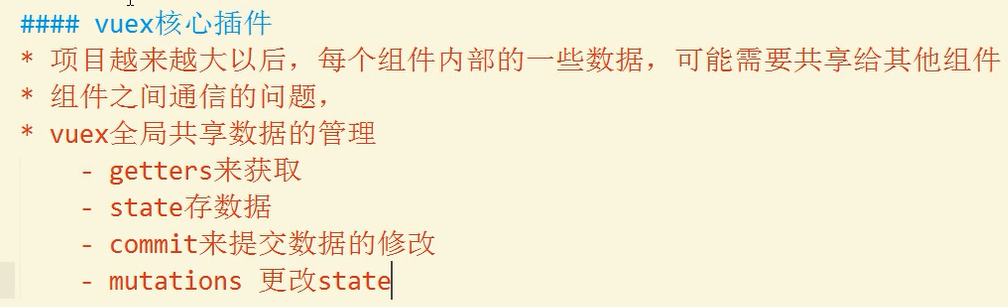 #### vuex核心插件
* 项目越来越大以后，每个组件内部的一些数据，可能需要共享给其他组件
* 组件之间通信的问题，
* vuex全局共享数据的管理
- getters来获取
- state存数据
- commit来提交数据的修改
- mutations 更改state